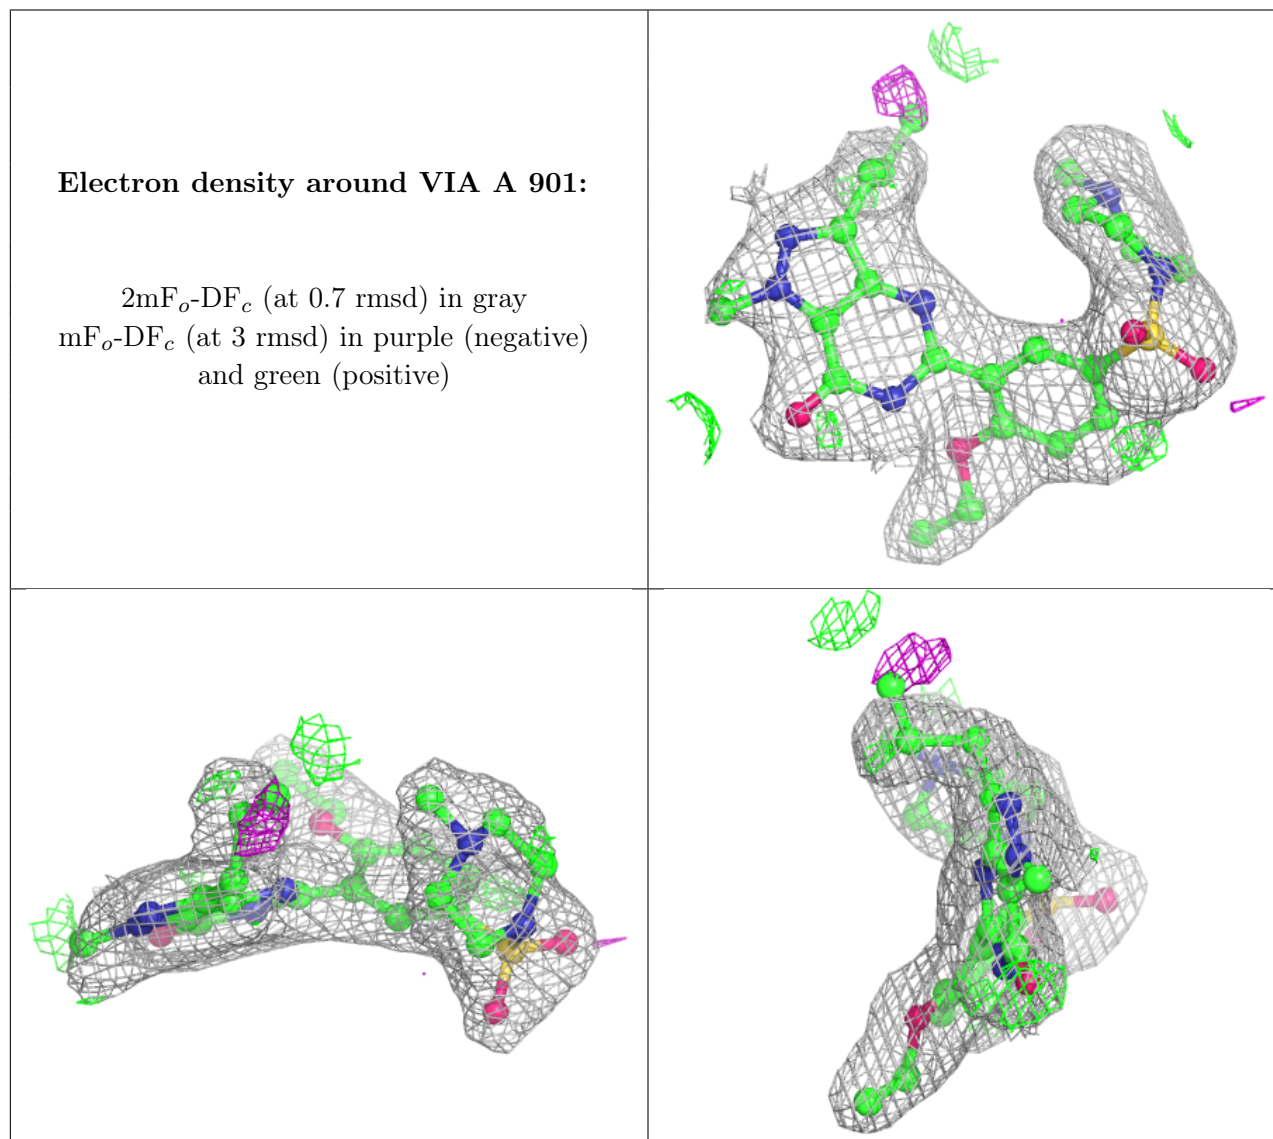 Electron density around VIA A 901:
2mFₒ-DF𝒸 (at 0.7 rmsd) in gray
mFₒ-DF𝒸 (at 3 rmsd) in purple (negative)
and green (positive)